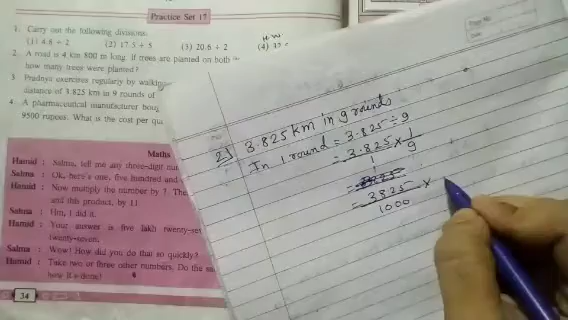 Practice Set 17
1. Carry out the following divisions.
(1) 4.8 ÷ 2 (2) 17.5 ÷ 5 (3) 20.6 ÷ 2 (4)
H.W
2. A road is 4 km 800 m long. If trees are planted on both
how many trees were planted?
3. Pradnya exercises regularly by walking
distance of 3.825 km in 9 rounds of
4. A pharmaceutical manufacturer
9500 rupees. What is the cost per
Maths
Hamid : Salma, tell me any three-digit
Salma : Ok, here's one, five hundred and
Hamid : Now multiply the number by 7. The
and this product, by 11
Salma : Hm, I did it.
Hamid : Your answer is five lakh
twenty-seven.
Salma : Wow! How did you do that so quickly?
Hamid : Take two or three other numbers. Do the
how it's done!
34
Page No.
Date
3.825 km in 9 rounds
In 1 round = 3.825 ÷ 9
= 3.825 × 1/9
1
= 3825/1000 ×